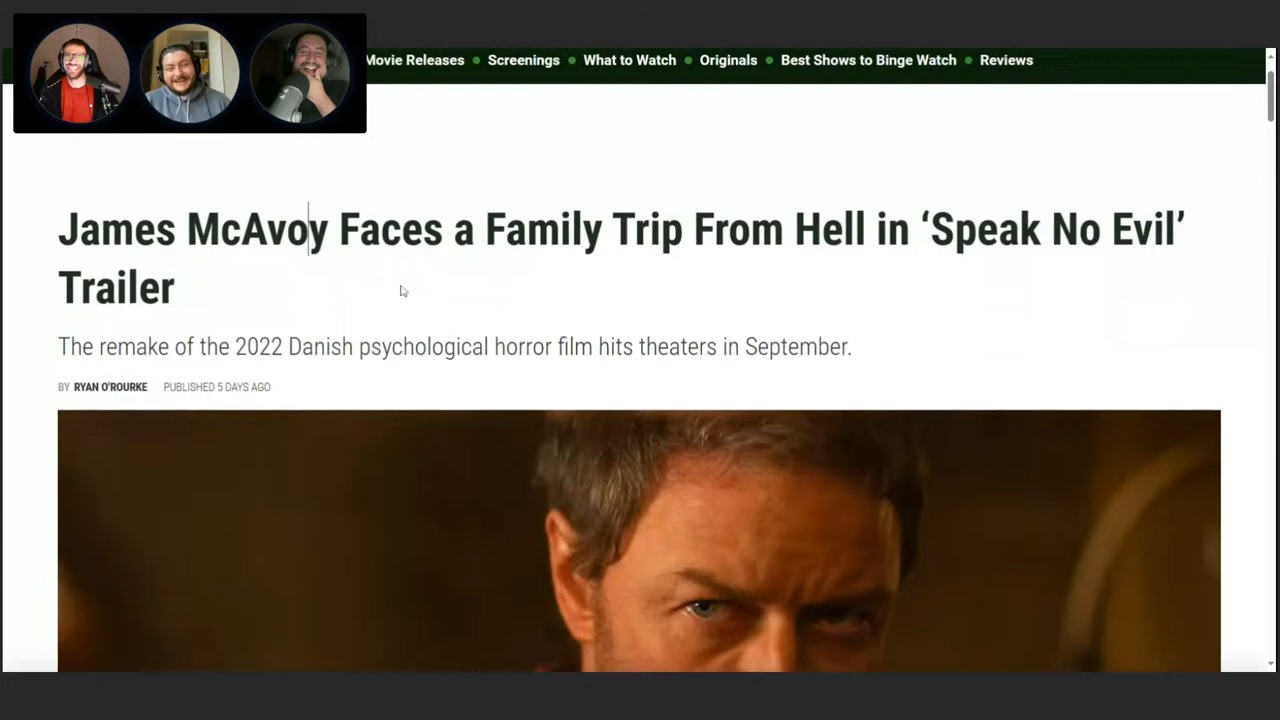 Movie Releases • Screenings • What to Watch • Originals • Best Shows to Binge Watch • Reviews
James McAvoy Faces a Family Trip From Hell in ‘Speak No Evil’
Trailer
The remake of the 2022 Danish psychological horror film hits theaters in September.
BY RYAN O'ROURKE PUBLISHED 5 DAYS AGO